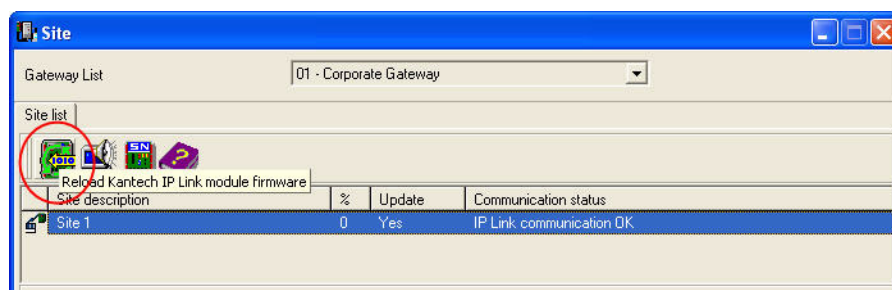 Site
Gateway List
01 - Corporate Gateway
Site list
1010
SN
?
Reload Kantech IP Link module firmware
Site description % Update Communication status
Site 1 0 Yes IP Link communication OK